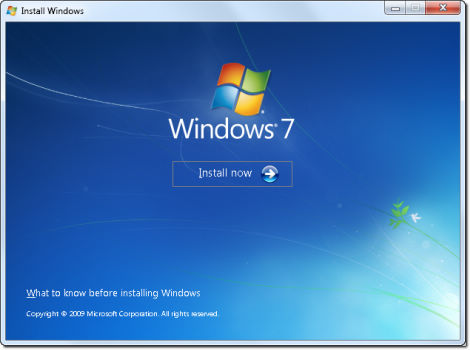 Install Windows
Windows 7
Install now
What to know before installing Windows
Copyright © 2009 Microsoft Corporation. All rights reserved.